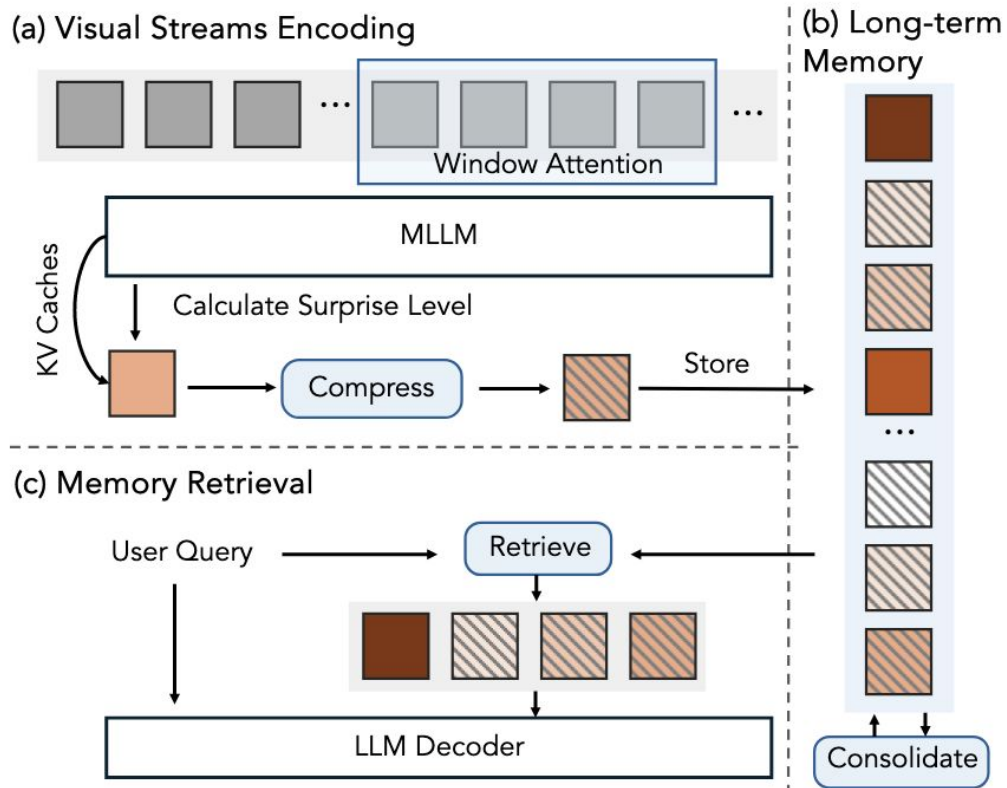 (a) Visual Streams Encoding
...
...
Window Attention
MLLM
KV Caches
Calculate Surprise Level
Compress
Store
(b) Long-term
Memory
...
Consolidate
(c) Memory Retrieval
User Query
Retrieve
LLM Decoder